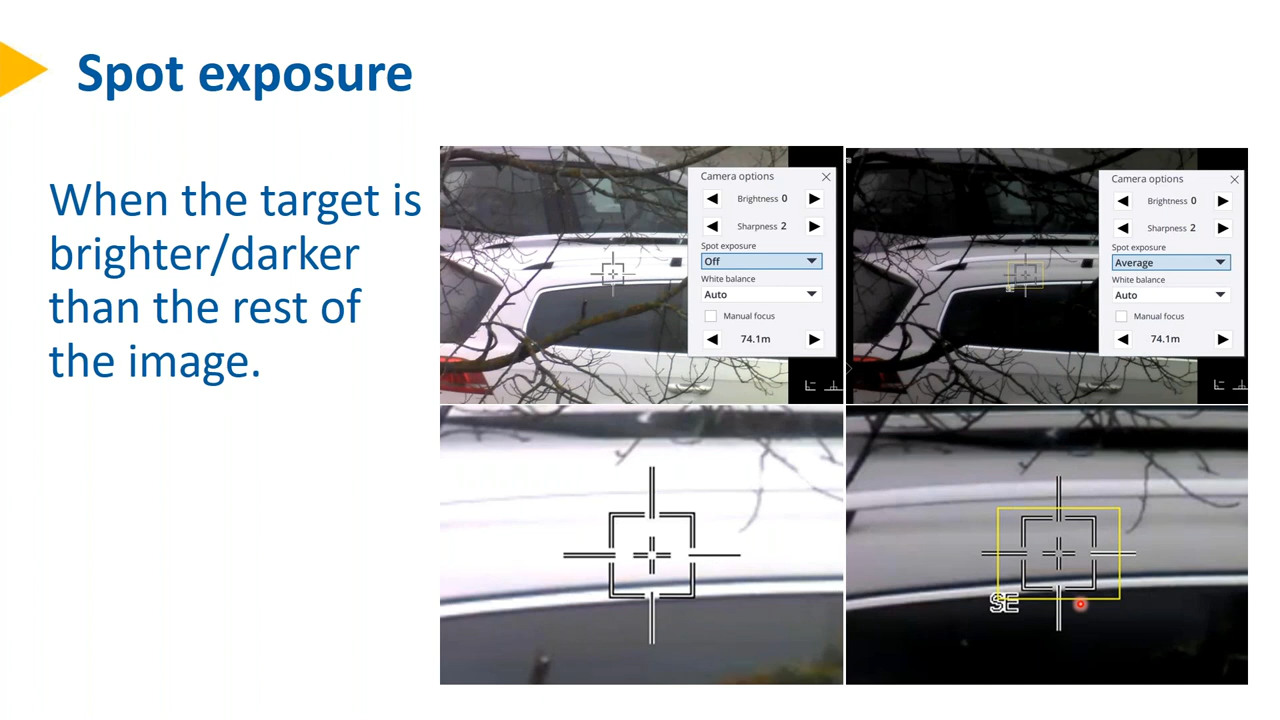 Spot exposure
When the target is
brighter/darker
than the rest of
the image.
Camera options
Brightness 0
Sharpness 2
Spot exposure
Off
White balance
Auto
Manual focus
74.1m
Camera options
Brightness 0
Sharpness 2
Spot exposure
Average
White balance
Auto
Manual focus
74.1m
SE